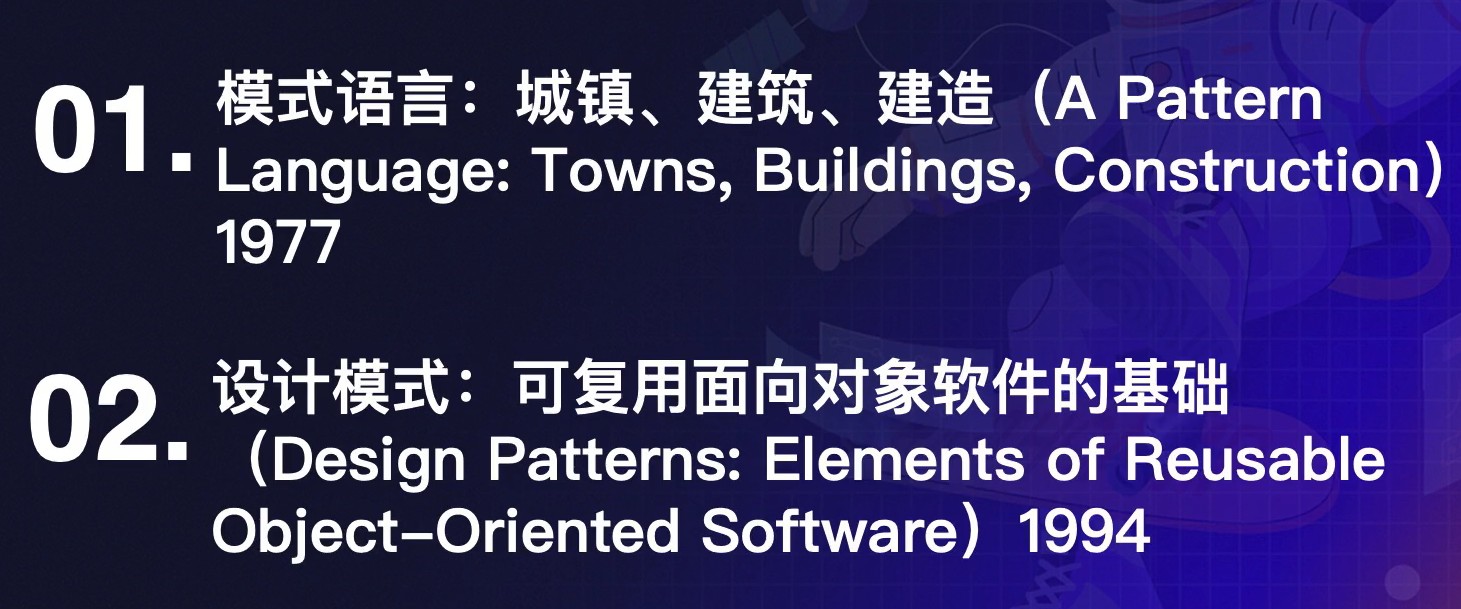 01.
模式语言：城镇、建筑、建造（A Pattern
Language: Towns, Buildings, Construction）
1977
02.
设计模式：可复用面向对象软件的基础
（Design Patterns: Elements of Reusable
Object-Oriented Software）1994